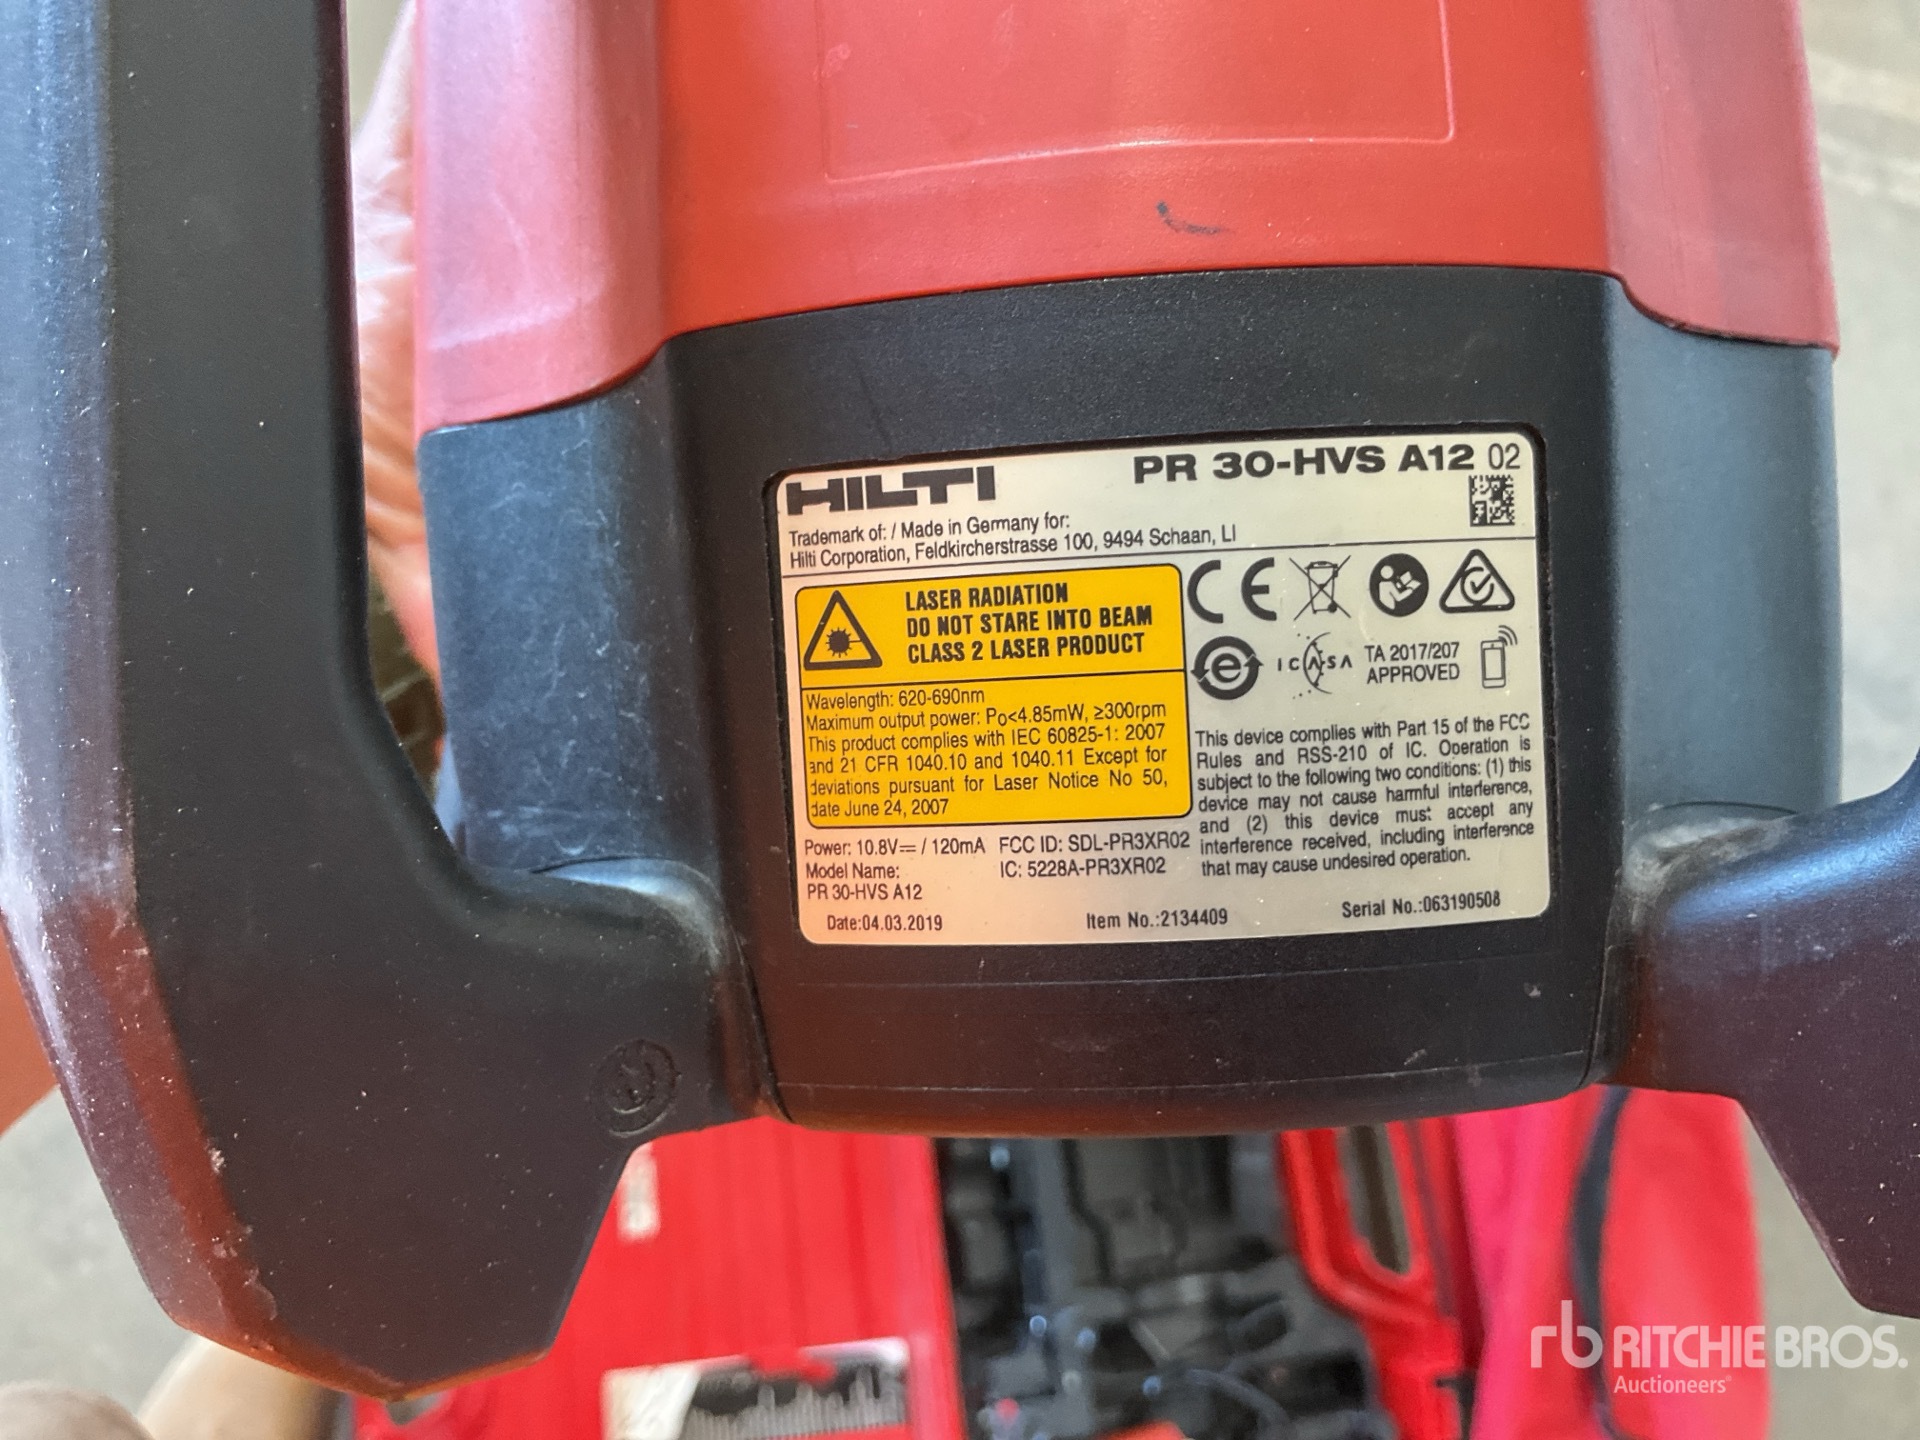 HILTI
PR 30-HVS A12 02
Trademark of: / Made in Germany for:
Hilti Corporation, Feldkircherstrasse 100, 9494 Schaan, LI
LASER RADIATION
DO NOT STARE INTO BEAM
CLASS 2 LASER PRODUCT
Wavelength: 620-690nm
Maximum output power: Po<4.85mW, ≥300rpm
This product complies with IEC 60825-1: 2007
and 21 CFR 1040.10 and 1040.11 Except for
deviations pursuant for Laser Notice No 50,
date June 24, 2007
CE
e
ICASA
TA 2017/207
APPROVED
This device complies with Part 15 of the FCC
Rules and RSS-210 of IC. Operation is
subject to the following two conditions: (1) this
device may not cause harmful interference,
and (2) this device must accept any
interference received, including interference
that may cause undesired operation.
Power: 10.8V⎓ / 120mA
FCC ID: SDL-PR3XR02
Model Name:
IC: 5228A-PR3XR02
PR 30-HVS A12
Date:04.03.2019
Item No.:2134409
Serial No.:063190508
rb RITCHIE BROS.
Auctioneers